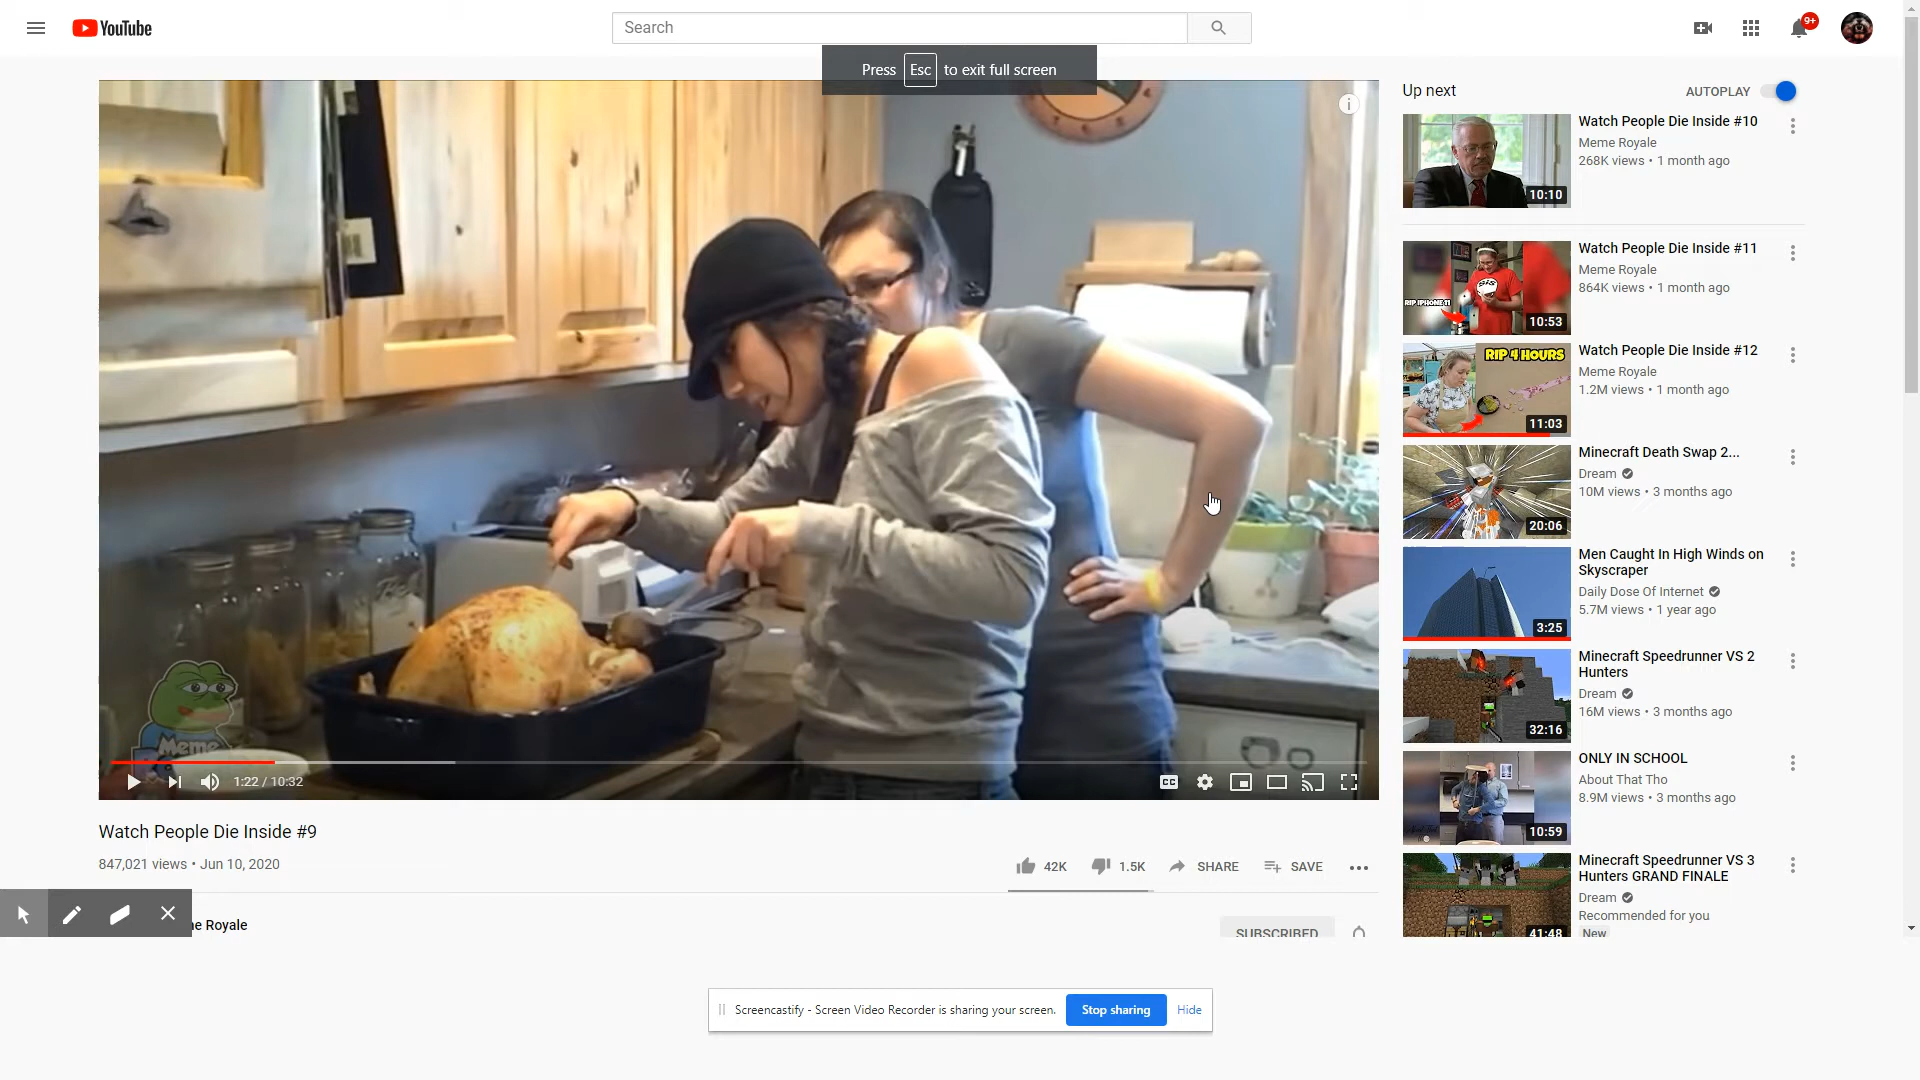 YouTube
Search
9+
Press Esc to exit full screen
i
Meme
1:22 / 10:32
CC
Watch People Die Inside #9
847,021 views • Jun 10, 2020
42K
1.5K
SHARE
SAVE
ne Royale
SUBSCRIBED
Up next
AUTOPLAY
10:10
Watch People Die Inside #10
Meme Royale
268K views • 1 month ago
RIP IPHONE 11
SIS
10:53
Watch People Die Inside #11
Meme Royale
864K views • 1 month ago
RIP 4 HOURS
11:03
Watch People Die Inside #12
Meme Royale
1.2M views • 1 month ago
20:06
Minecraft Death Swap 2...
Dream
10M views • 3 months ago
3:25
Men Caught In High Winds on
Skyscraper
Daily Dose Of Internet
5.7M views • 1 year ago
32:16
Minecraft Speedrunner VS 2
Hunters
Dream
16M views • 3 months ago
10:59
ONLY IN SCHOOL
About That Tho
8.9M views • 3 months ago
41:48
Minecraft Speedrunner VS 3
Hunters GRAND FINALE
Dream
Recommended for you
New
Screencastify - Screen Video Recorder is sharing your screen.
Stop sharing
Hide